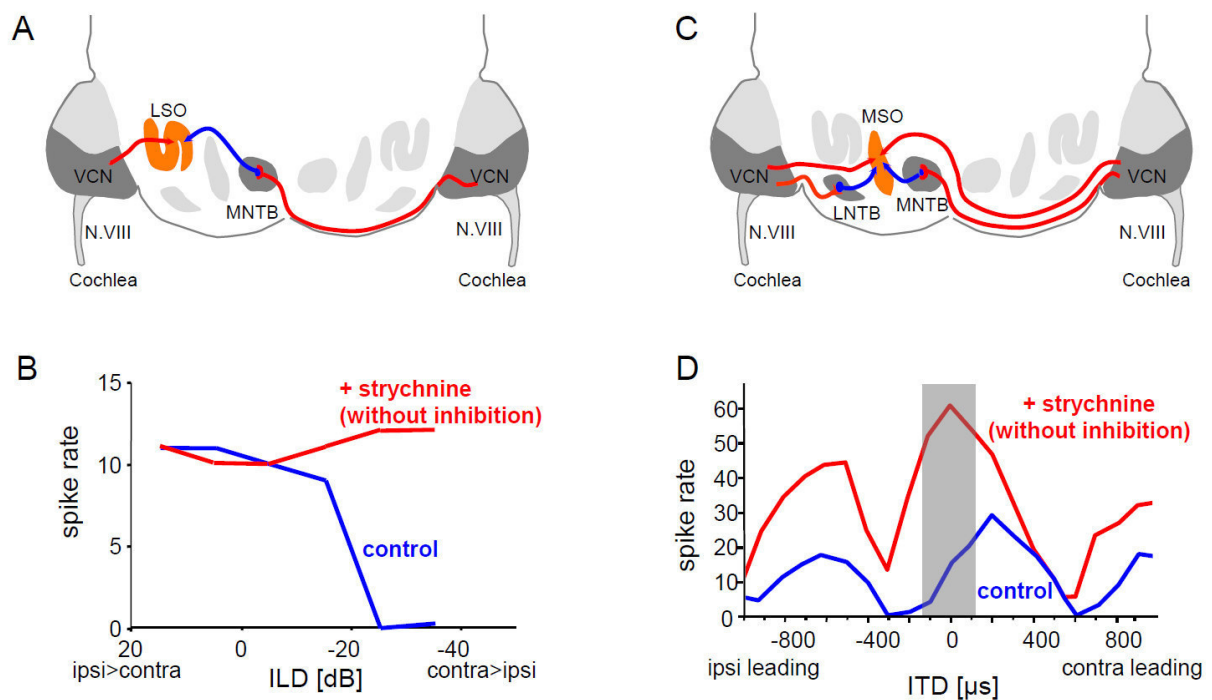 A
LSO
VCN
MNTB
VCN
N.VIII
N.VIII
Cochlea
Cochlea
C
MSO
VCN
LNTB
MNTB
VCN
N.VIII
N.VIII
Cochlea
Cochlea
B
+ strychnine
(without inhibition)
control
spike rate
15
10
5
0
20
0
-20
-40
ipsi>contra
ILD [dB]
contra>ipsi
D
+ strychnine
(without inhibition)
control
spike rate
60
50
40
30
20
10
0
-800
-400
0
400
800
ipsi leading
ITD [µs]
contra leading